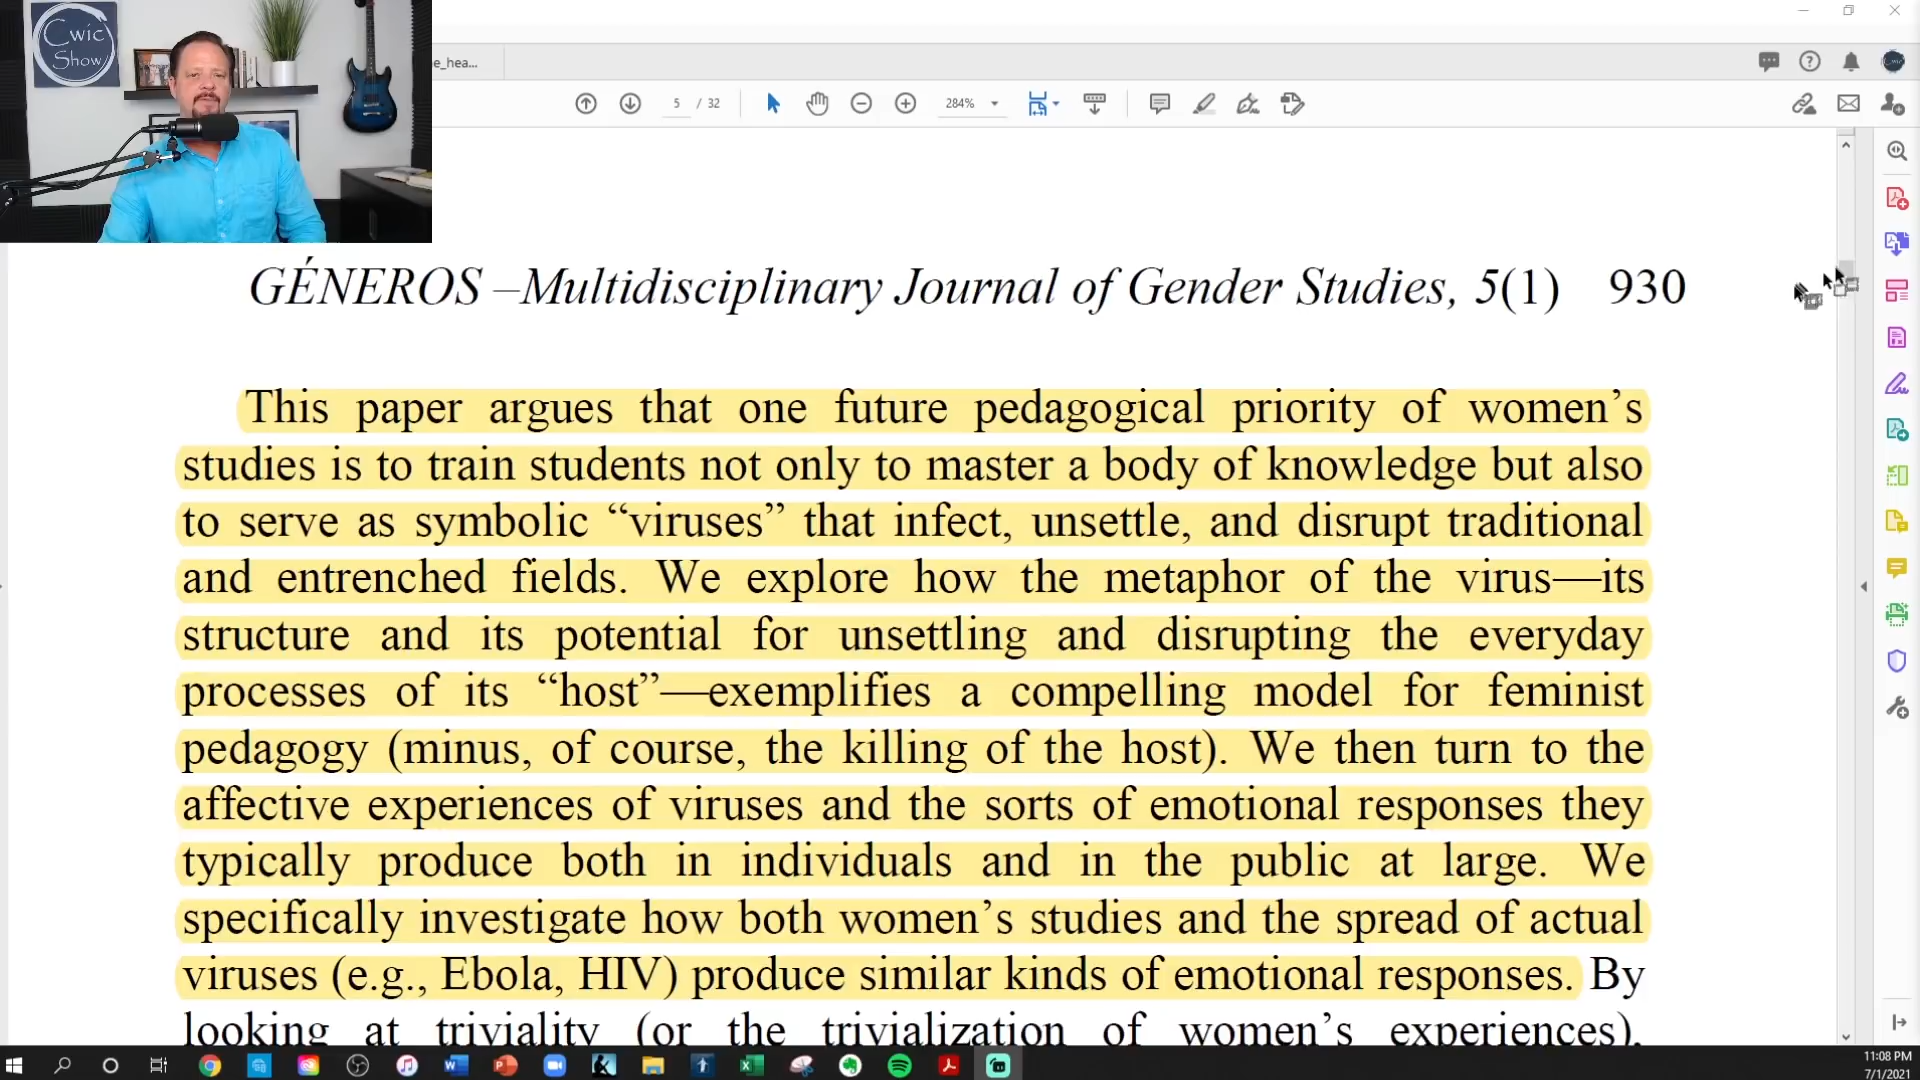 Cwic
Show
e_hea...
5 / 32
284%
GÉNEROS –Multidisciplinary Journal of Gender Studies, 5(1) 930
This paper argues that one future pedagogical priority of women’s
studies is to train students not only to master a body of knowledge but also
to serve as symbolic “viruses” that infect, unsettle, and disrupt traditional
and entrenched fields. We explore how the metaphor of the virus—its
structure and its potential for unsettling and disrupting the everyday
processes of its “host”—exemplifies a compelling model for feminist
pedagogy (minus, of course, the killing of the host). We then turn to the
affective experiences of viruses and the sorts of emotional responses they
typically produce both in individuals and in the public at large. We
specifically investigate how both women’s studies and the spread of actual
viruses (e.g., Ebola, HIV) produce similar kinds of emotional responses. By
looking at triviality (or the trivialization of women’s experiences),
11:08 PM
7/1/2021